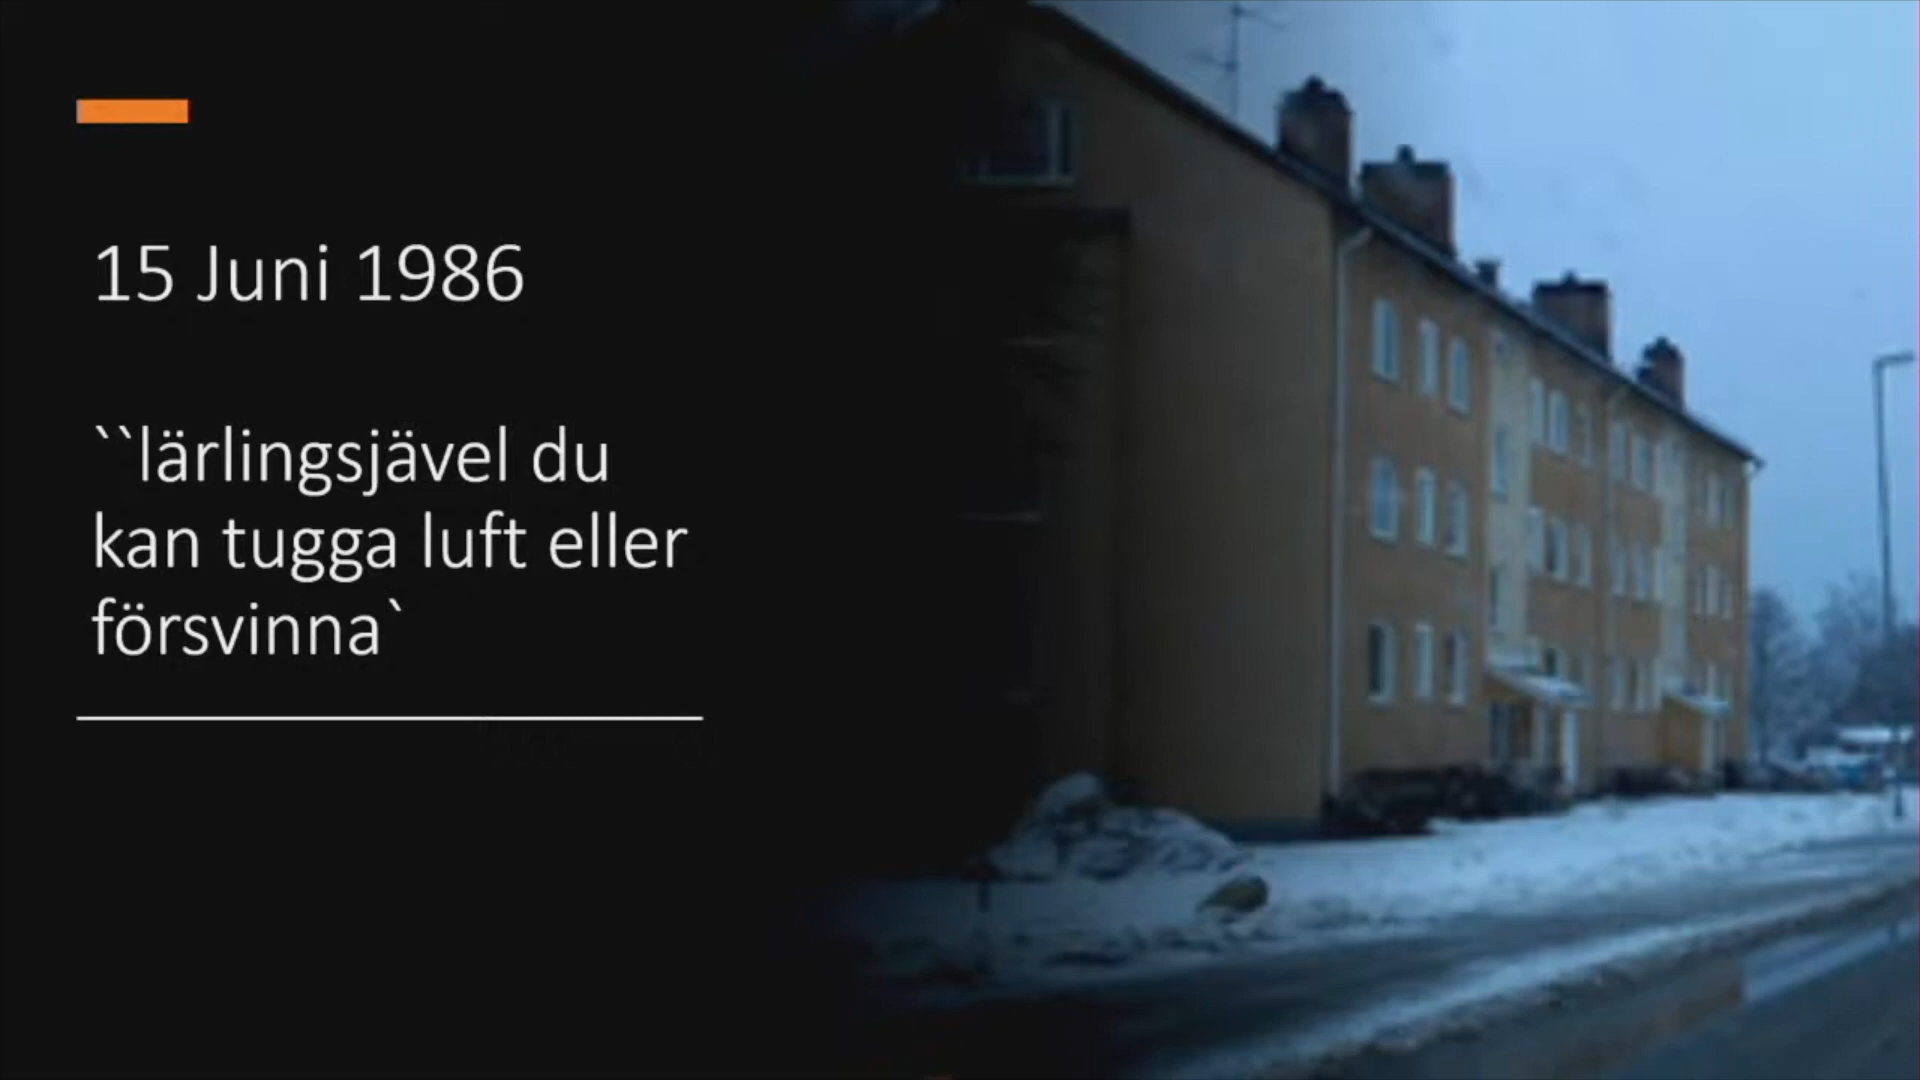 15 Juni 1986
``lärlingsjävel du
kan tugga luft eller
försvinna`